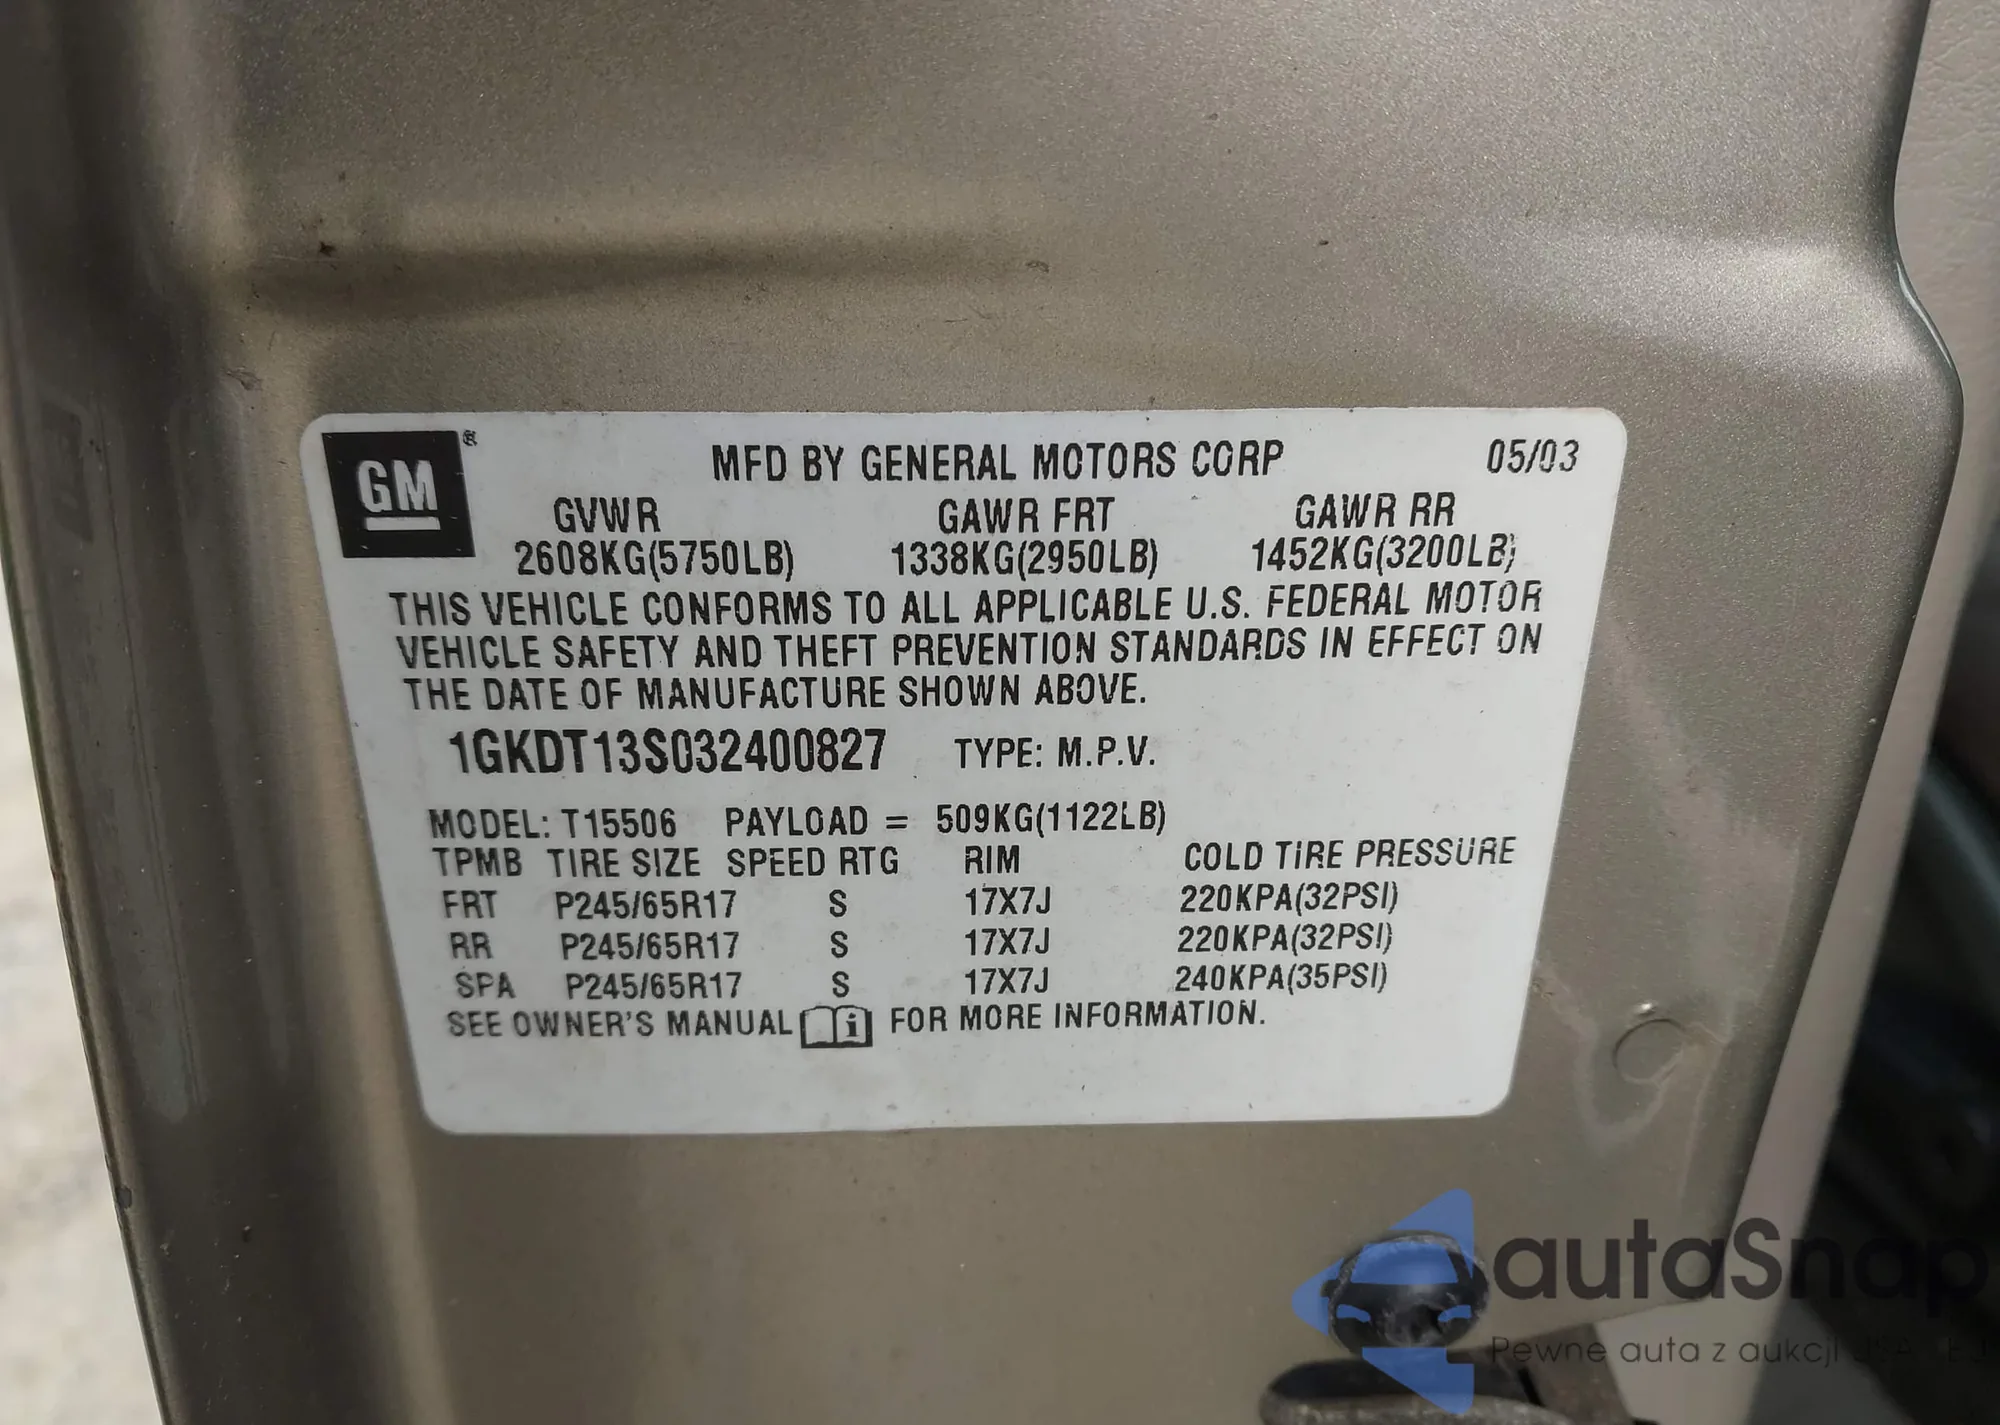 GM ®
MFD BY GENERAL MOTORS CORP 05/03
GVWR GAWR FRT GAWR RR
2608KG(5750LB) 1338KG(2950LB) 1452KG(3200LB)
THIS VEHICLE CONFORMS TO ALL APPLICABLE U.S. FEDERAL MOTOR
VEHICLE SAFETY AND THEFT PREVENTION STANDARDS IN EFFECT ON
THE DATE OF MANUFACTURE SHOWN ABOVE.
1GKDT13S032400827 TYPE: M.P.V.
MODEL: T15506 PAYLOAD = 509KG(1122LB)
TPMB TIRE SIZE SPEED RTG RIM COLD TIRE PRESSURE
FRT P245/65R17 S 17X7J 220KPA(32PSI)
RR P245/65R17 S 17X7J 220KPA(32PSI)
SPA P245/65R17 S 17X7J 240KPA(35PSI)
SEE OWNER'S MANUAL i FOR MORE INFORMATION.
autaSnap
Pewne auta z aukcji